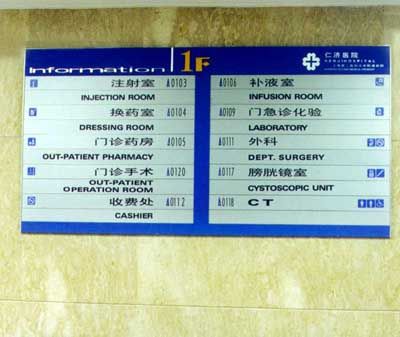 Information 1F
仁济医院
RENJI HOSPITAL
注射室 A0103
INJECTION ROOM
换药室 A0104
DRESSING ROOM
门诊药房 A0105
OUT-PATIENT PHARMACY
门诊手术 A0120
OUT-PATIENT
OPERATION ROOM
收费处 A0112
CASHIER
A0106 补液室
INFUSION ROOM
A0109 门急诊化验
LABORATORY
A0111 外科
DEPT. SURGERY
A0117 膀胱镜室
CYSTOSCOPIC UNIT
A0118 CT